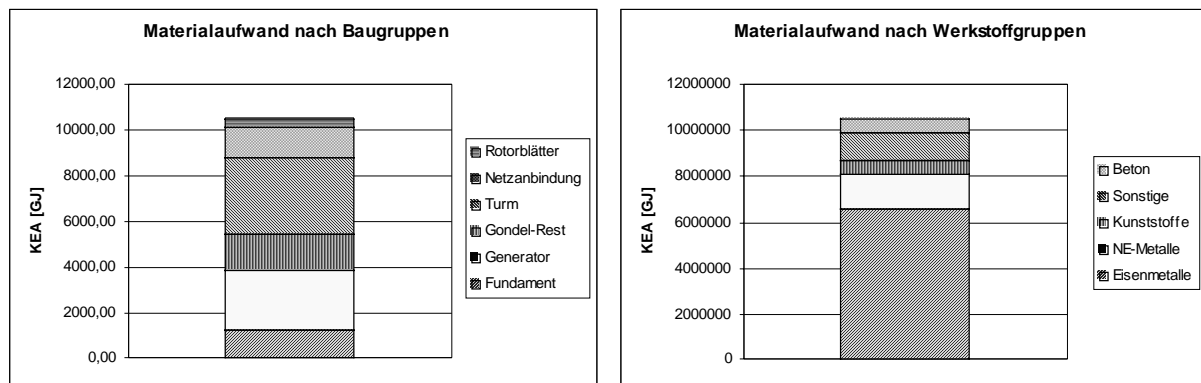 Materialaufwand nach Baugruppen
12000,00
10000,00
8000,00
6000,00
4000,00
2000,00
0,00
KEA [GJ]
Rotorblätter
Netzanbindung
Turm
Gondel-Rest
Generator
Fundament
Materialaufwand nach Werkstoffgruppen
12000000
10000000
8000000
6000000
4000000
2000000
0
KEA [GJ]
Beton
Sonstige
Kunststoffe
NE-Metalle
Eisenmetalle